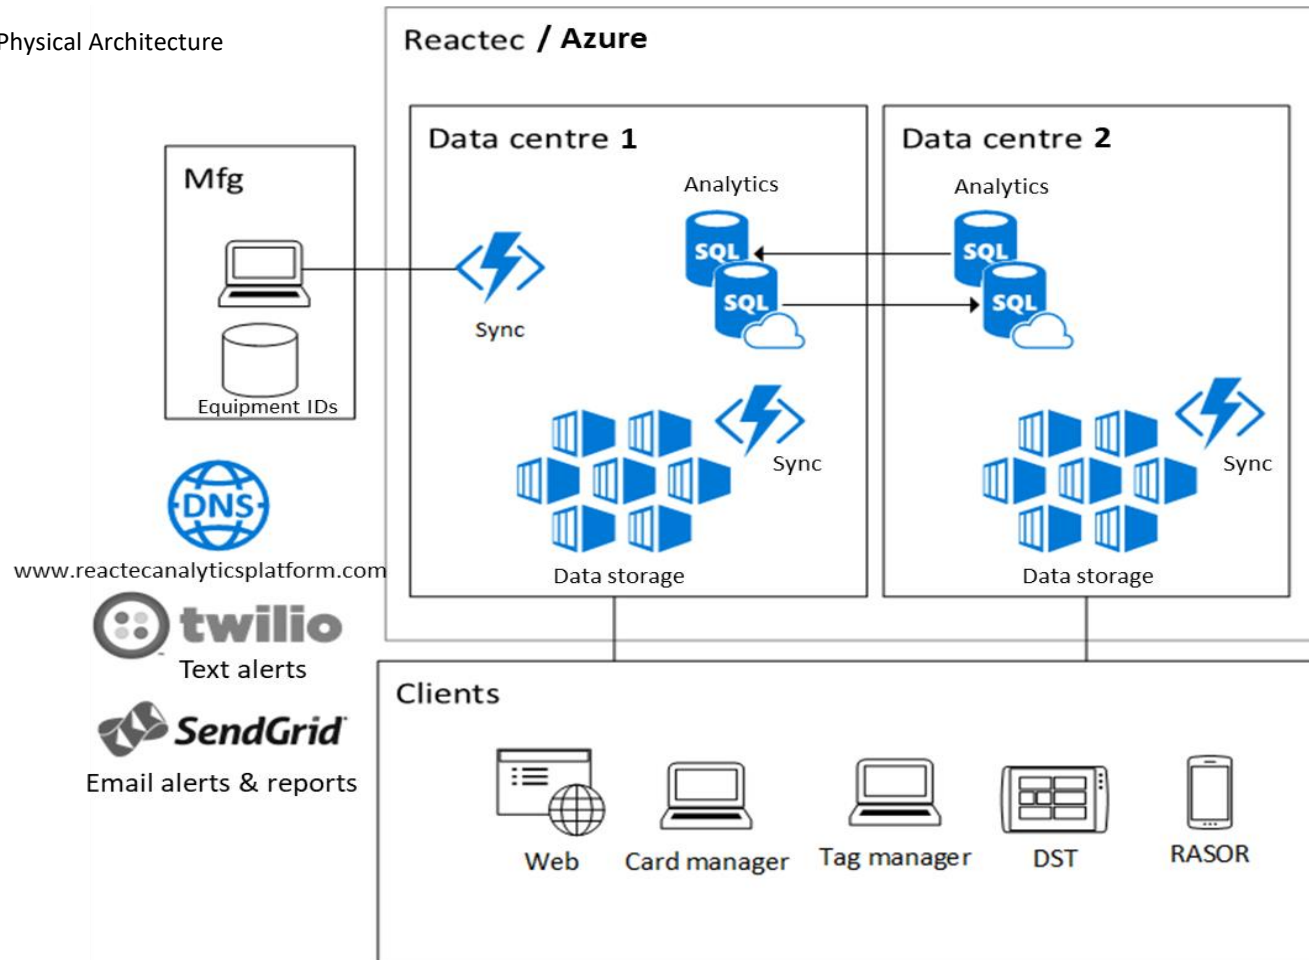 Physical Architecture
Reactec / Azure
Data centre 1
Data centre 2
Mfg
Analytics
Analytics
SQL
SQL
SQL
SQL
Sync
Equipment IDs
Sync
Sync
DNS
www.reactecanalyticsplatform.com
Data storage
Data storage
twilio
Text alerts
Clients
SendGrid
Email alerts & reports
Web
Card manager
Tag manager
DST
RASOR